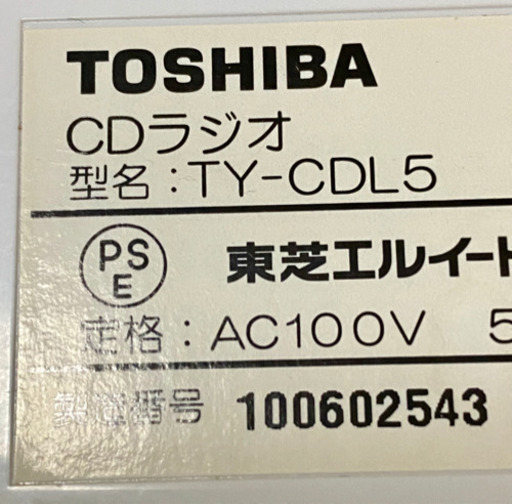 TOSHIBA
CDラジオ
型名：TY-CDL5
PS
E
東芝エルイート
定格：AC100V 5
製造番号 100602543